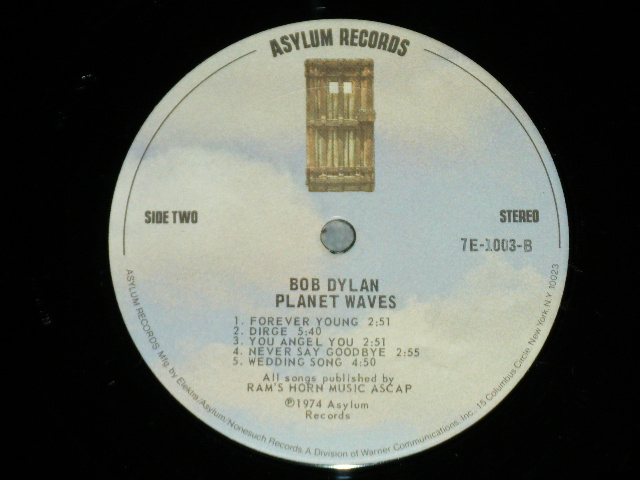 ASYLUM RECORDS
SIDE TWO
STEREO
7E-1003-B
BOB DYLAN
PLANET WAVES
1. FOREVER YOUNG 2:51
2. DIRGE 5:40
3. YOU ANGEL YOU 2:51
4. NEVER SAY GOODBYE 2:55
5. WEDDING SONG 4:50
All songs published by
RAM'S HORN MUSIC ASCAP
℗1974 Asylum
Records
ASYLUM RECORDS Mfg. by Elektra/Asylum/Nonesuch Records. A Division of Warner Communications, Inc. 15 Columbus Circle, New York, N.Y. 10023